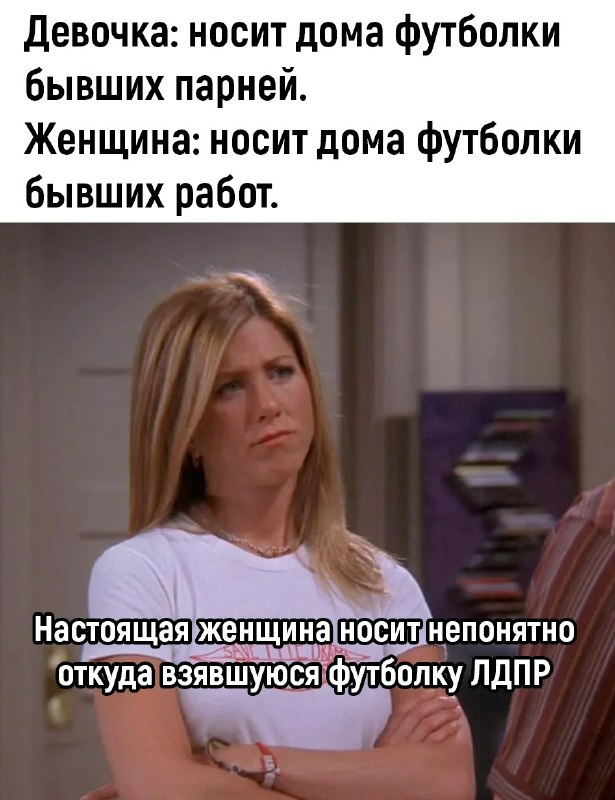 Девочка: носит дома футболки
бывших парней.
Женщина: носит дома футболки
бывших работ.
Настоящая женщина носит непонятно
откуда взявшуюся футболку ЛДПР